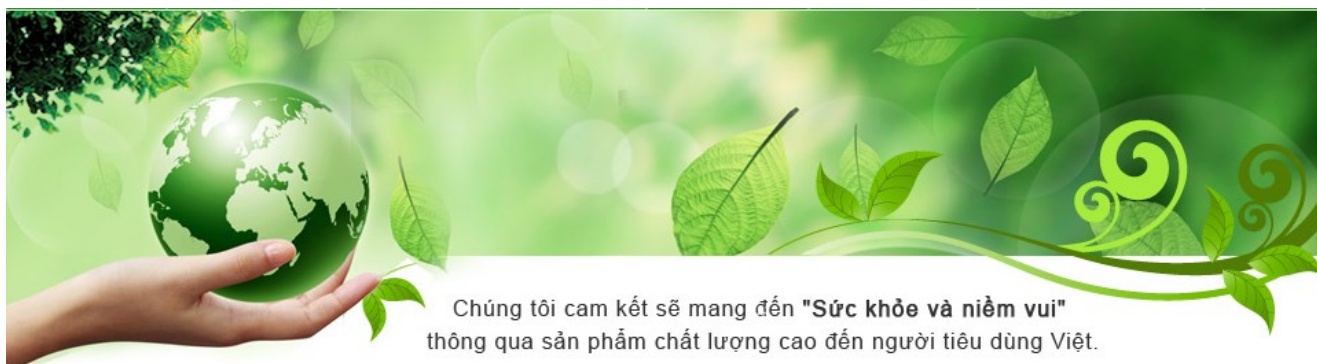 Chúng tôi cam kết sẽ mang đến "Sức khỏe và niềm vui"
thông qua sản phẩm chất lượng cao đến người tiêu dùng Việt.